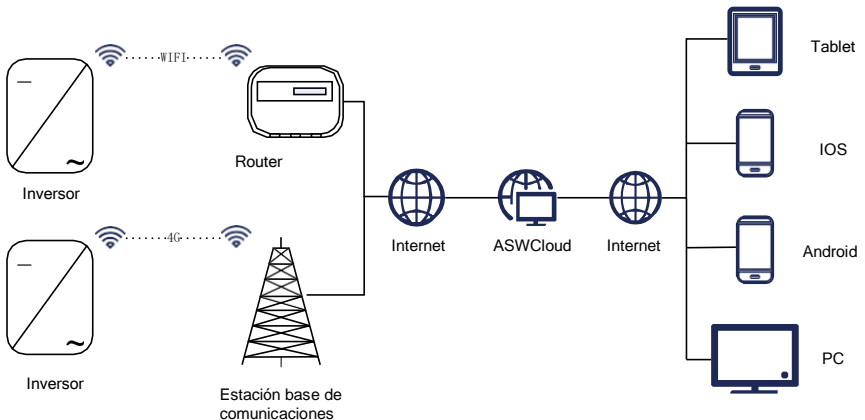 WIFI
Tablet
Router
IOS
Inversor
4G
Internet
ASWCloud
Internet
Android
PC
Inversor
Estación base de
comunicaciones